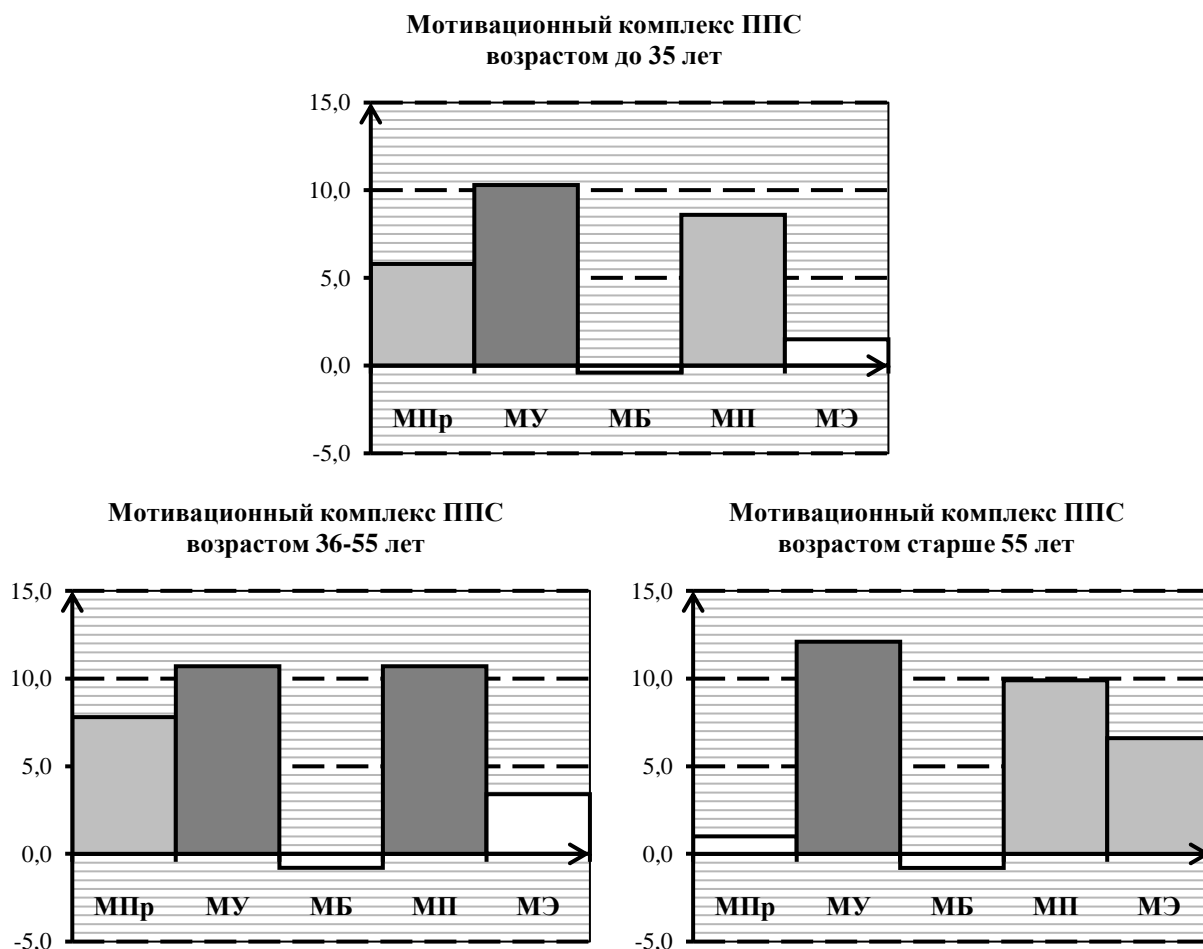 Мотивационный комплекс ППС
возрастом до 35 лет
15,0
10,0
5,0
0,0
-5,0
МПр МУ МБ МП МЭ
Мотивационный комплекс ППС
возрастом 36-55 лет
15,0
10,0
5,0
0,0
-5,0
МПр МУ МБ МП МЭ
Мотивационный комплекс ППС
возрастом старше 55 лет
15,0
10,0
5,0
0,0
-5,0
МПр МУ МБ МП МЭ